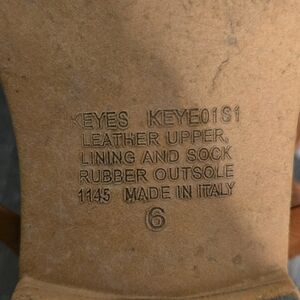 KEYES KEYE01S1
LEATHER UPPER,
LINING AND SOCK
RUBBER OUTSOLE
1145 MADE IN ITALY
6